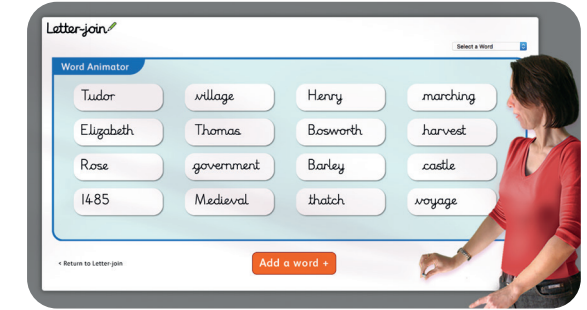 Letter-join
Select a Word
Word Animator
Tudor village Henry marching
Elizabeth Thomas Bosworth harvest
Rose government Barley castle
1485 Medieval thatch voyage
< Return to Letter-join
Add a word +